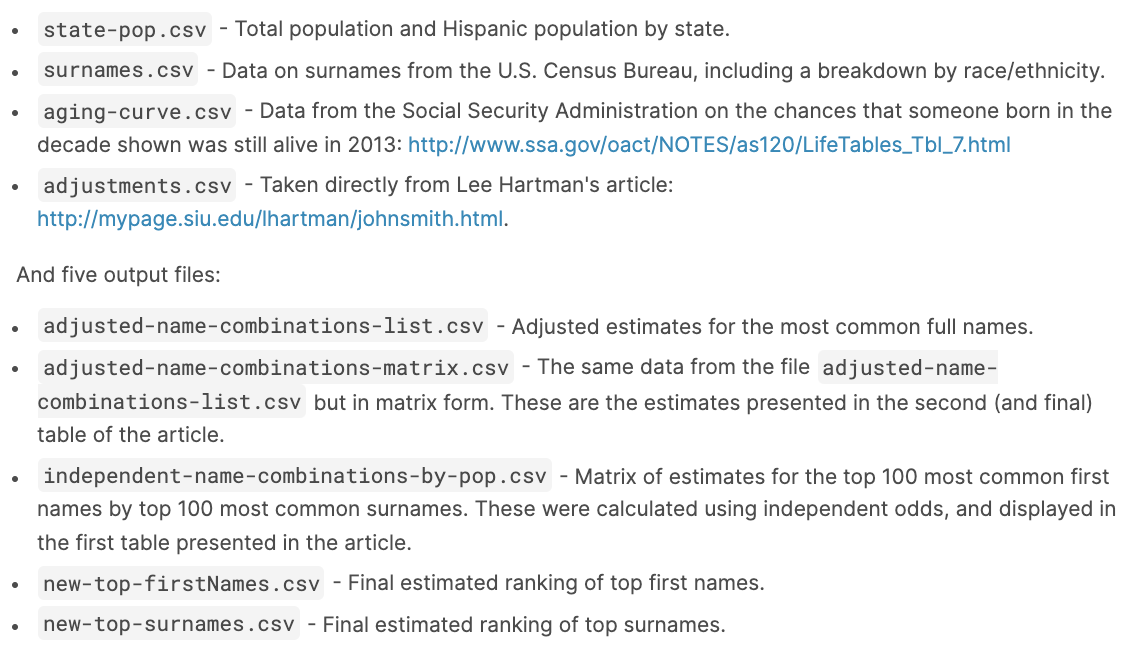 state-pop.csv - Total population and Hispanic population by state.
surnames.csv - Data on surnames from the U.S. Census Bureau, including a breakdown by race/ethnicity.
aging-curve.csv - Data from the Social Security Administration on the chances that someone born in the
decade shown was still alive in 2013: http://www.ssa.gov/oact/NOTES/as120/LifeTables_Tbl_7.html
adjustments.csv - Taken directly from Lee Hartman's article:
http://mypage.siu.edu/lhartman/johnsmith.html.
And five output files:
adjusted-name-combinations-list.csv - Adjusted estimates for the most common full names.
adjusted-name-combinations-matrix.csv - The same data from the file adjusted-name-
combinations-list.csv but in matrix form. These are the estimates presented in the second (and final)
table of the article.
independent-name-combinations-by-pop.csv - Matrix of estimates for the top 100 most common first
names by top 100 most common surnames. These were calculated using independent odds, and displayed in
the first table presented in the article.
new-top-firstNames.csv - Final estimated ranking of top first names.
new-top-surnames.csv - Final estimated ranking of top surnames.